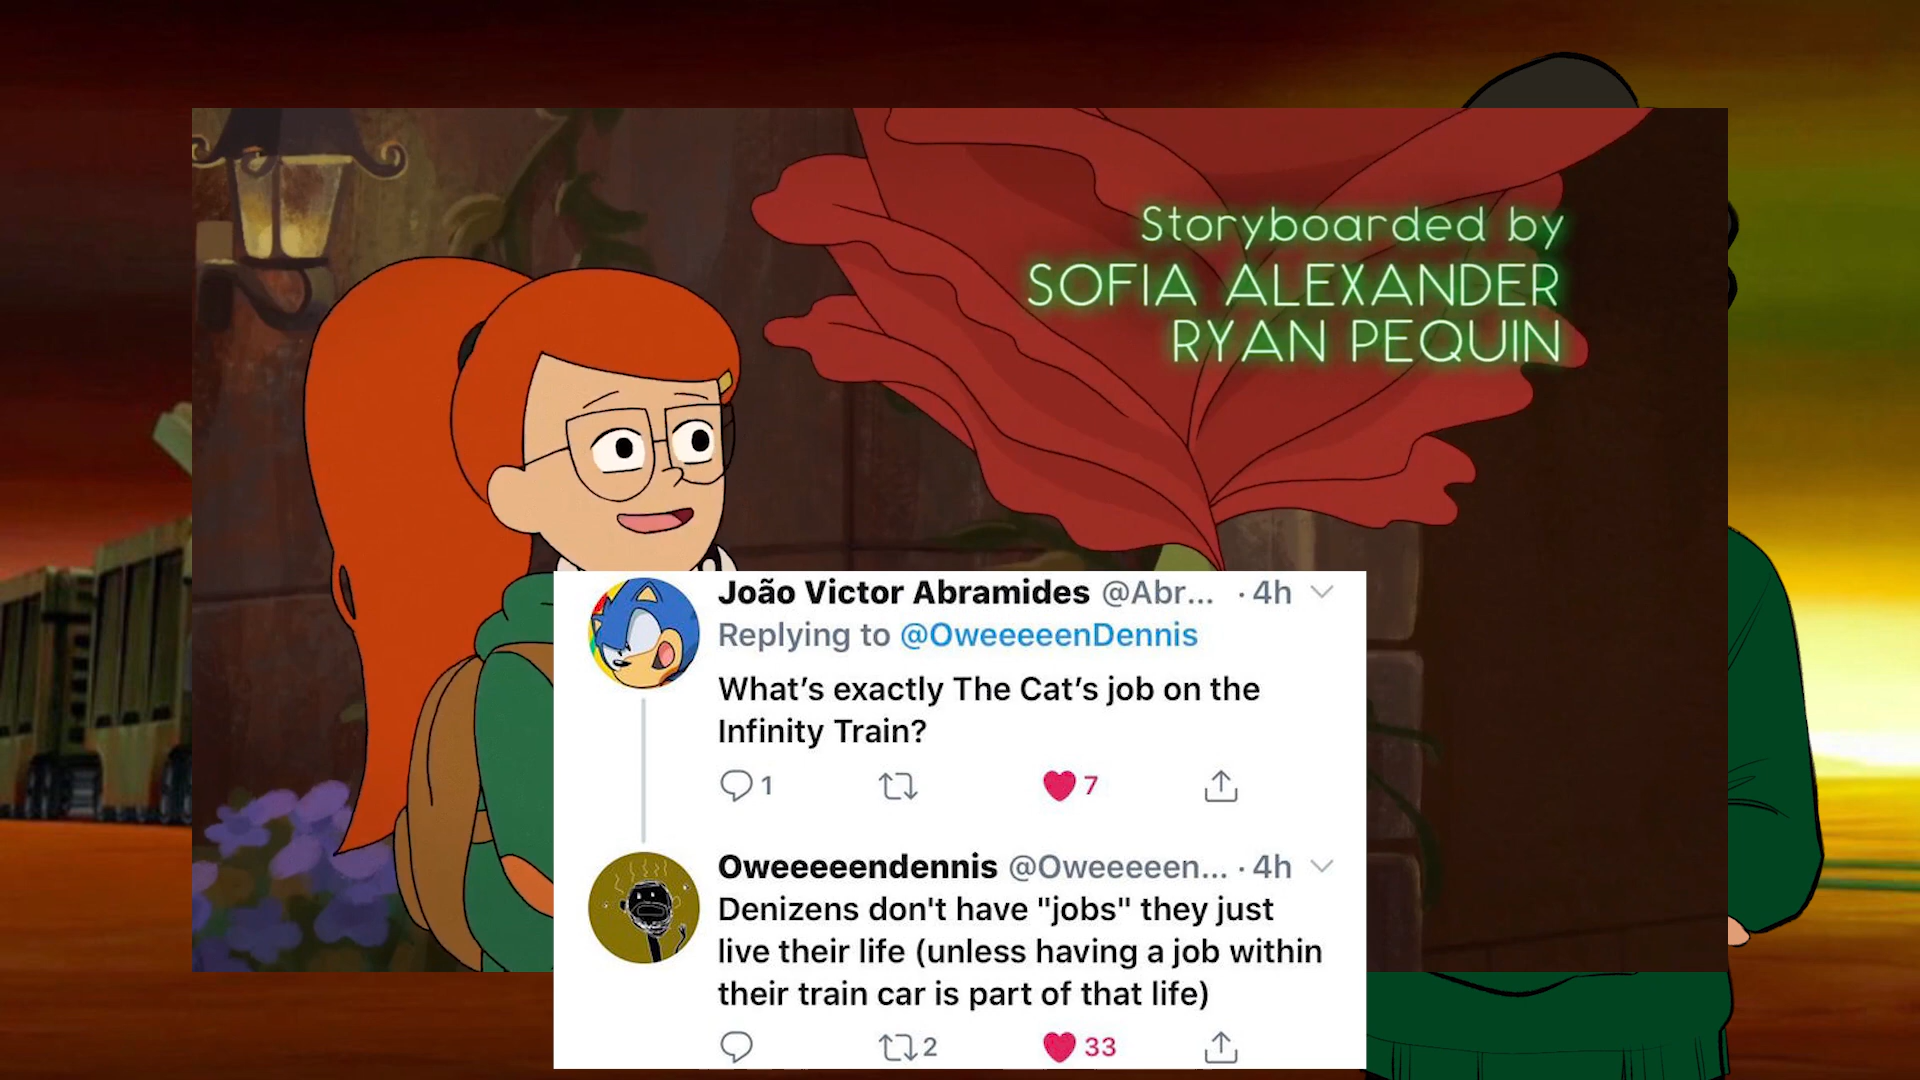 Storyboarded by
SOFIA ALEXANDER
RYAN PEQUIN
João Victor Abramides @Abr... · 4h
Replying to @OweeeeenDennis
What’s exactly The Cat’s job on the
Infinity Train?
1 7
Oweeeeendennis @Oweeeeen... · 4h
Denizens don't have "jobs" they just
live their life (unless having a job within
their train car is part of that life)
2 33